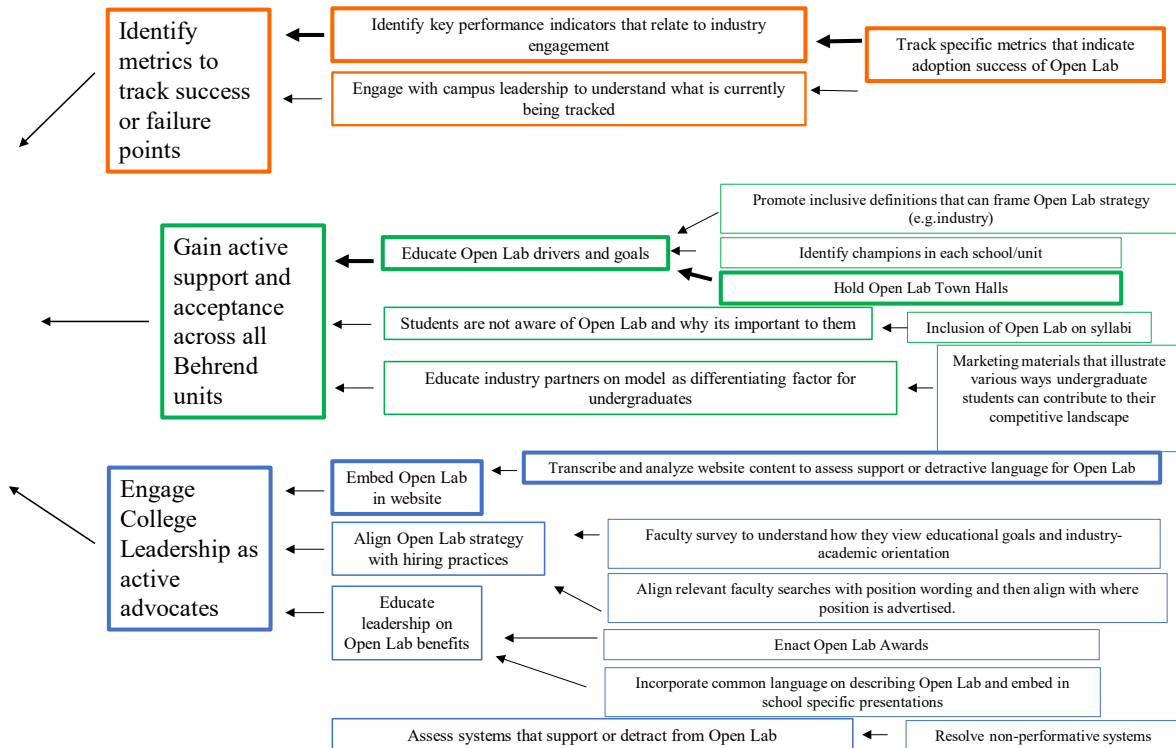 Identify
metrics to
track success
or failure
points
Identify key performance indicators that relate to industry
engagement
Track specific metrics that indicate
adoption success of Open Lab
Engage with campus leadership to understand what is currently
being tracked
Gain active
support and
acceptance
across all
Behrend
units
Educate Open Lab drivers and goals
Promote inclusive definitions that can frame Open Lab strategy
(e.g.industry)
Identify champions in each school/unit
Hold Open Lab Town Halls
Students are not aware of Open Lab and why its important to them
Inclusion of Open Lab on syllabi
Educate industry partners on model as differentiating factor for
undergraduates
Marketing materials that illustrate
various ways undergraduate
students can contribute to their
competitive landscape
Engage
College
Leadership as
active
advocates
Embed Open Lab
in website
Transcribe and analyze website content to assess support or detractive language for Open Lab
Align Open Lab strategy
with hiring practices
Faculty survey to understand how they view educational goals and industry-
academic orientation
Align relevant faculty searches with position wording and then align with where
position is advertised.
Educate
leadership on
Open Lab benefits
Enact Open Lab Awards
Incorporate common language on describing Open Lab and embed in
school specific presentations
Assess systems that support or detract from Open Lab
Resolve non-performative systems